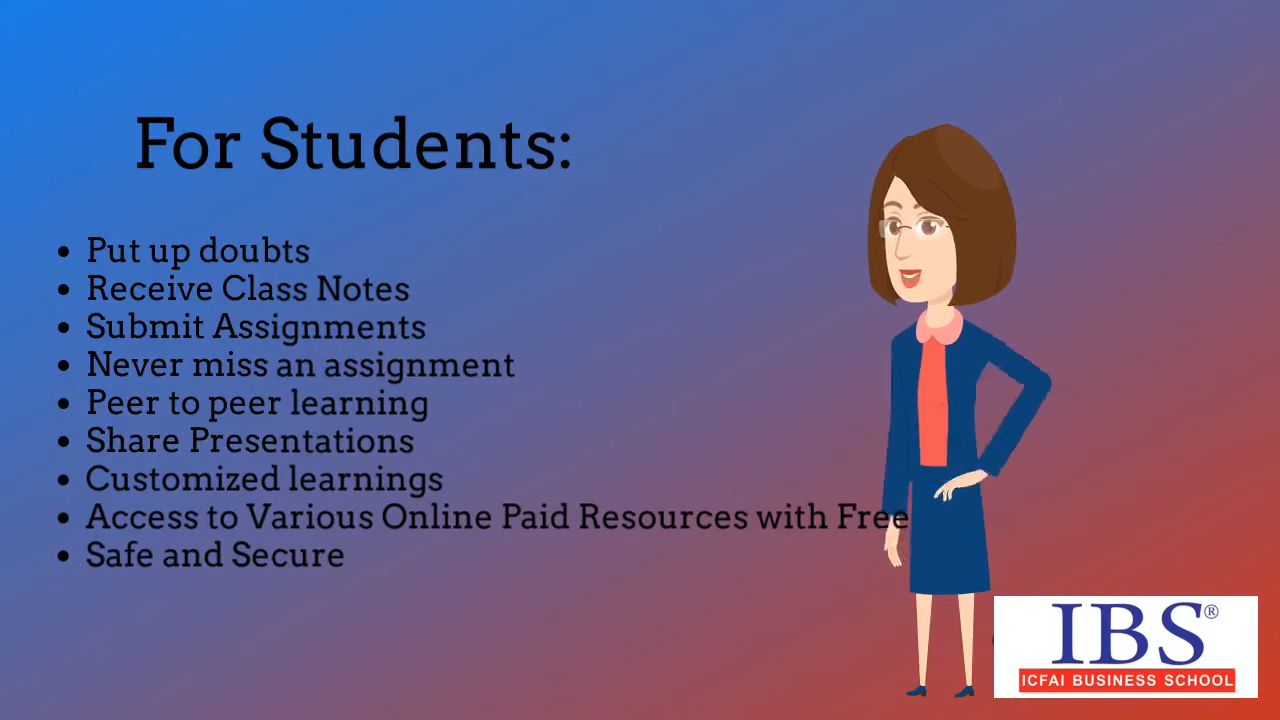 For Students:
• Put up doubts
• Receive Class Notes
• Submit Assignments
• Never miss an assignment
• Peer to peer learning
• Share Presentations
• Customized learnings
• Access to Various Online Paid Resources with Free
• Safe and Secure
IBS®
ICFAI BUSINESS SCHOOL